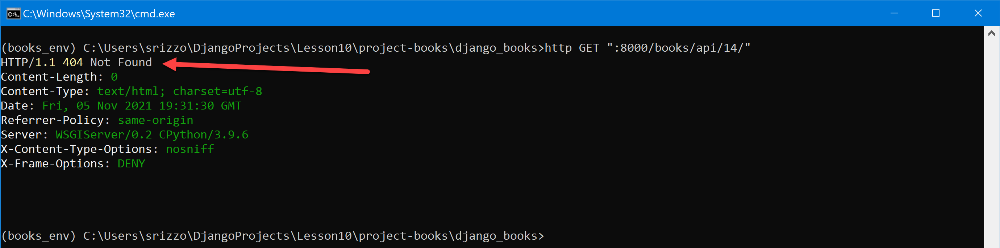 C:\Windows\System32\cmd.exe
(books_env) C:\Users\srizzo\DjangoProjects\Lesson10\project-books\django_books>http GET ":8000/books/api/14/"
HTTP/1.1 404 Not Found
Content-Length: 0
Content-Type: text/html; charset=utf-8
Date: Fri, 05 Nov 2021 19:31:30 GMT
Referrer-Policy: same-origin
Server: WSGIServer/0.2 CPython/3.9.6
X-Content-Type-Options: nosniff
X-Frame-Options: DENY
(books_env) C:\Users\srizzo\DjangoProjects\Lesson10\project-books\django_books>